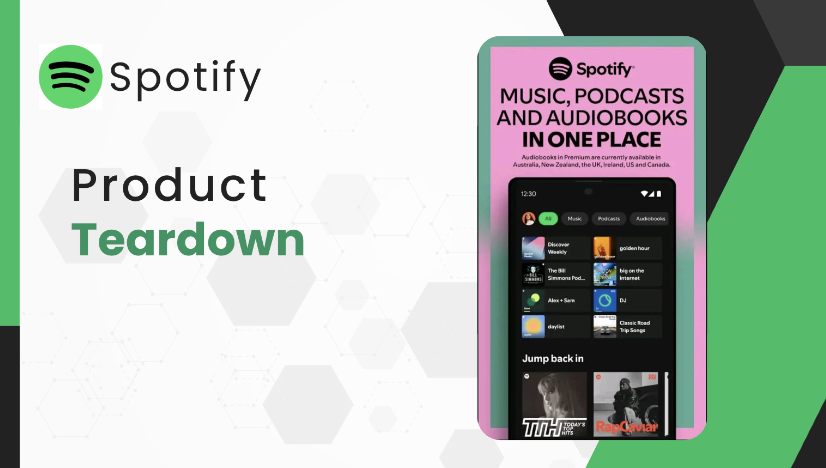 Spotify
Product
Teardown
Spotify
MUSIC, PODCASTS
AND AUDIOBOOKS
IN ONE PLACE
Audiobooks in Premium are currently available in
Australia, New Zealand, the UK, Ireland, US and Canada.
12:30
All Music Podcasts Audiobooks
Discover
Weekly
golden hour
The Bill
Simmons Pod...
big on the
Internet
Alex + Sam
DJ
daylist
Classic Road
Trip Songs
Jump back in
TTH TODAY'S
TOP
HITS
RapCaviar